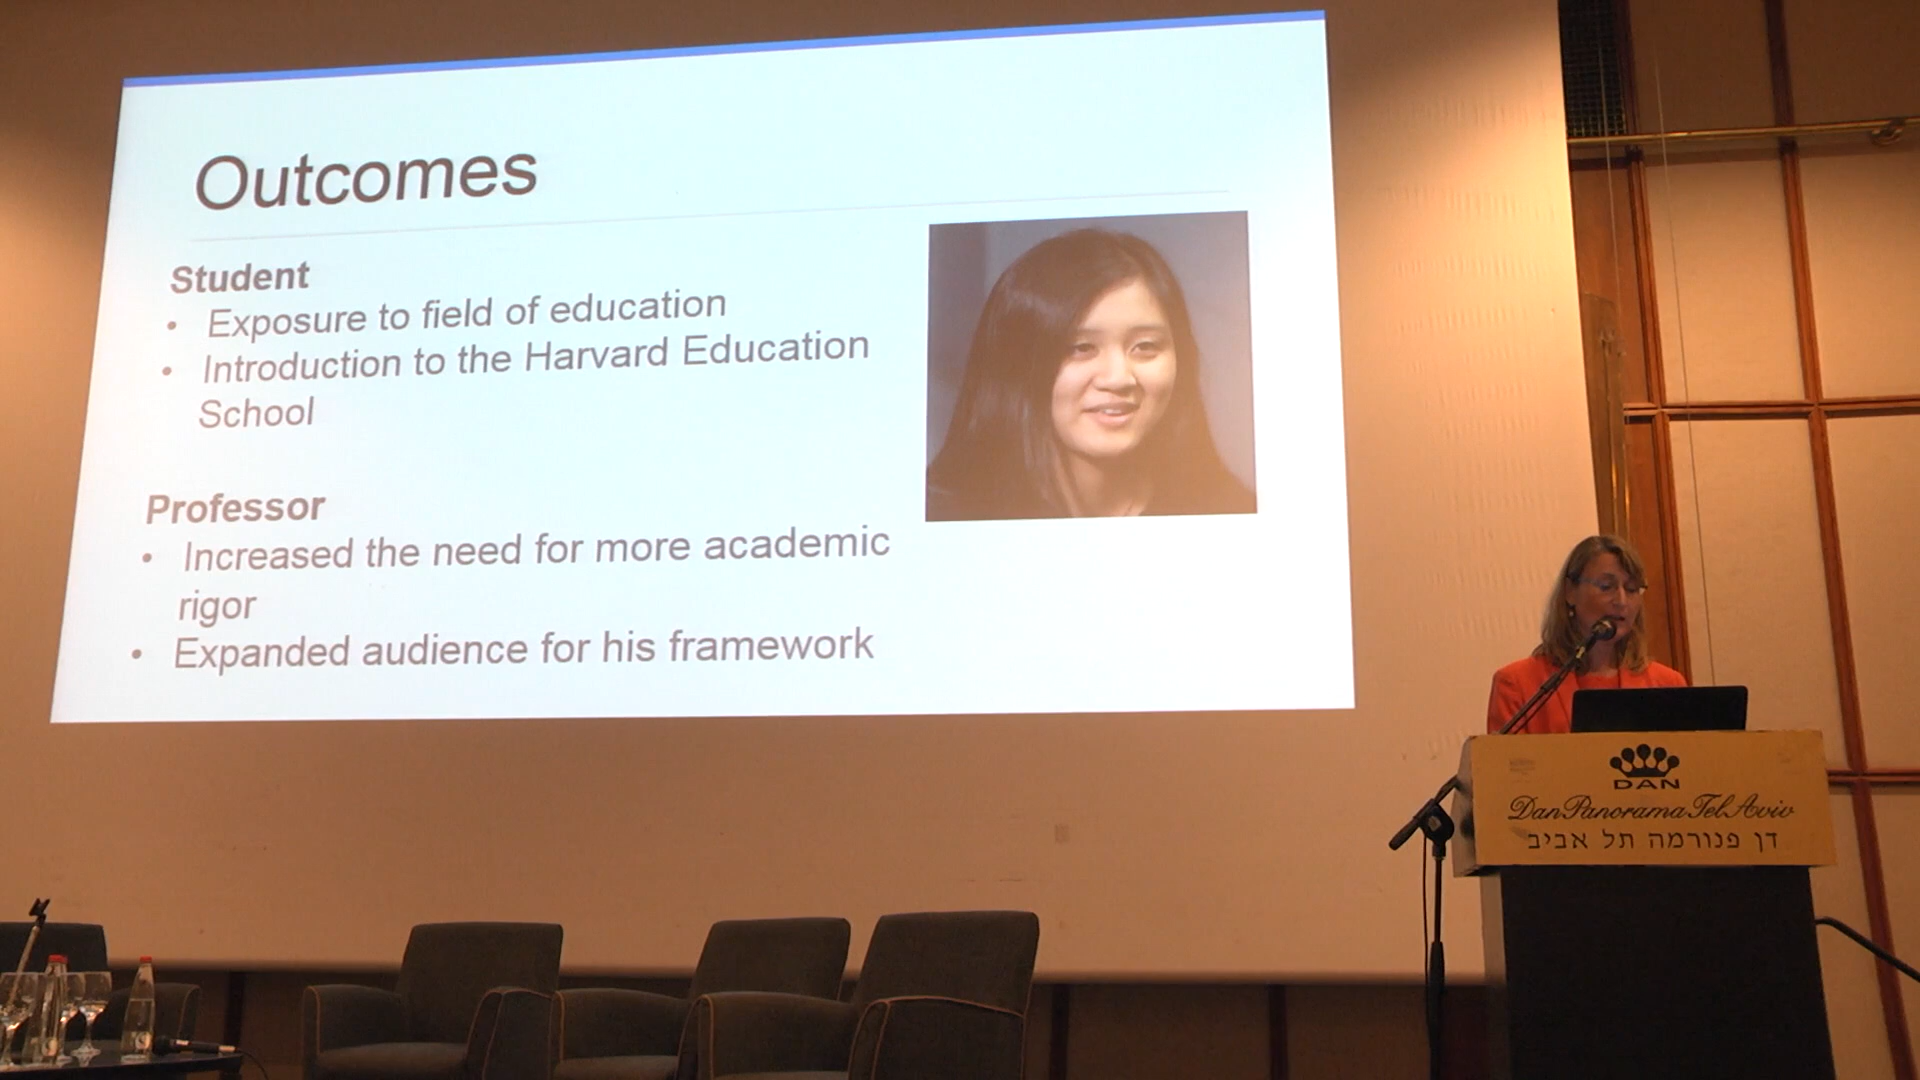 Outcomes
Student
• Exposure to field of education
• Introduction to the Harvard Education
School
Professor
• Increased the need for more academic
rigor
• Expanded audience for his framework
DAN
Dan Panorama Tel Aviv
דן פנורמה תל אביב